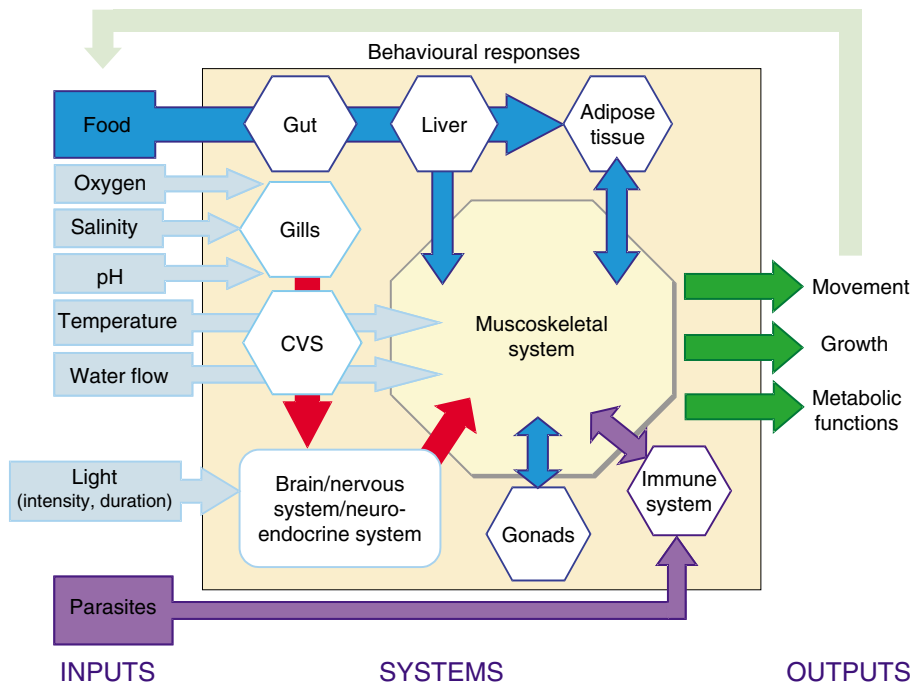 Behavioural responses
Food
Gut
Liver
Adipose
tissue
Oxygen
Salinity
Gills
pH
Temperature
CVS
Water flow
Muscoskeletal
system
Movement
Growth
Metabolic
functions
Light
(intensity, duration)
Brain/nervous
system/neuro-
endocrine system
Gonads
Immune
system
Parasites
INPUTS
SYSTEMS
OUTPUTS